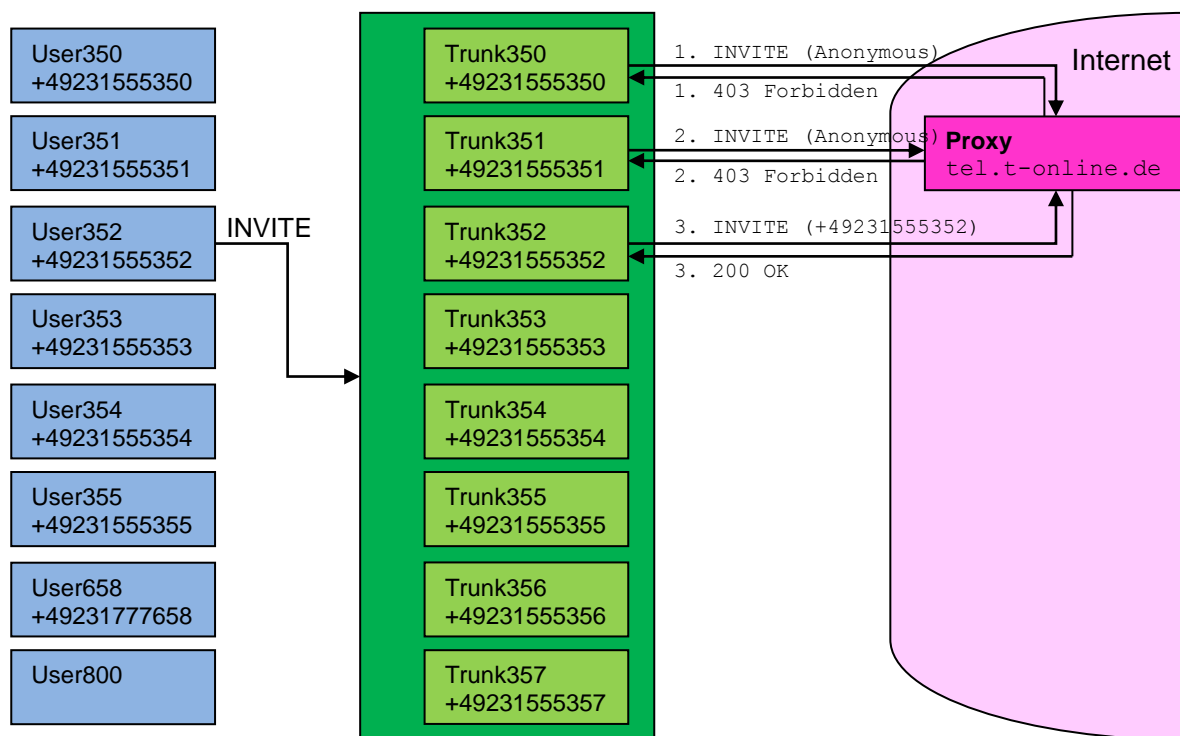 User350
+49231555350
User351
+49231555351
User352
+49231555352
User353
+49231555353
User354
+49231555354
User355
+49231555355
User658
+49231777658
User800
INVITE
Trunk350
+49231555350
Trunk351
+49231555351
Trunk352
+49231555352
Trunk353
+49231555353
Trunk354
+49231555354
Trunk355
+49231555355
Trunk356
+49231555356
Trunk357
+49231555357
1. INVITE (Anonymous)
1. 403 Forbidden
2. INVITE (Anonymous)
2. 403 Forbidden
3. INVITE (+49231555352)
3. 200 OK
Internet
Proxy
tel.t-online.de